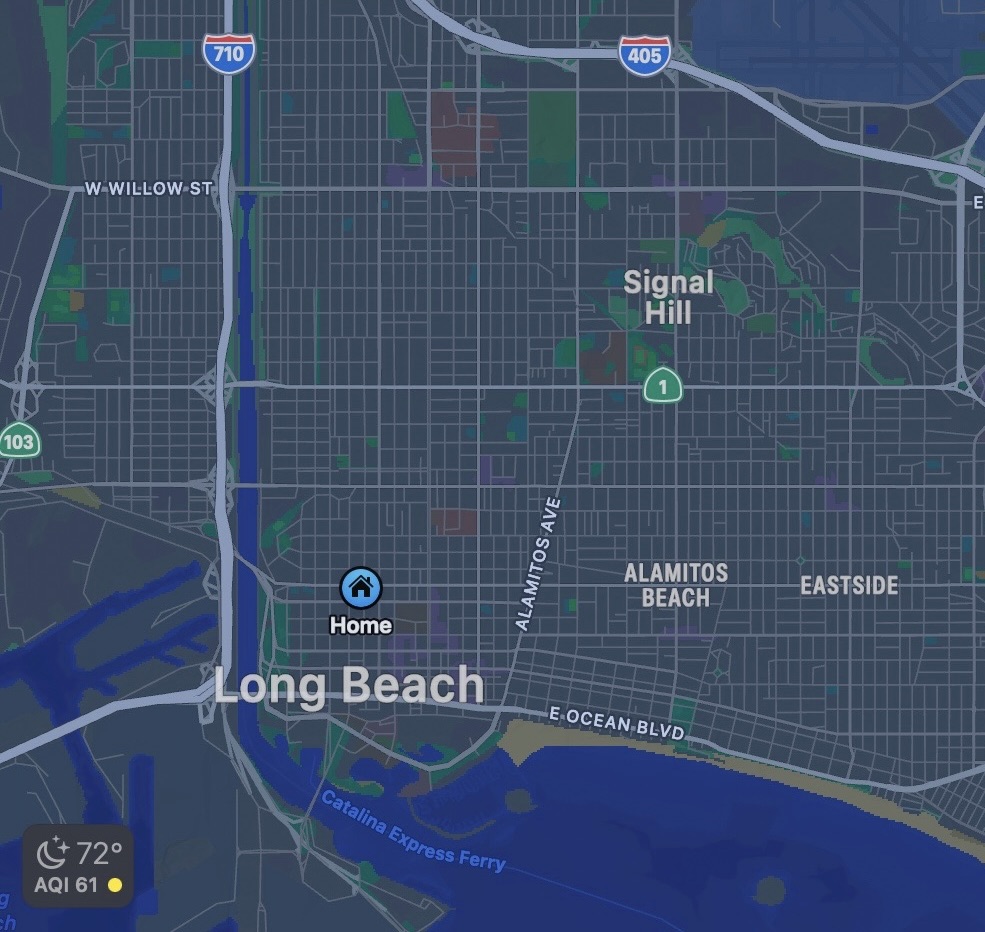 710
405
W WILLOW ST
E
Signal
Hill
1
103
ALAMITOS AVE
ALAMITOS
BEACH
EASTSIDE
Home
Long Beach
E OCEAN BLVD
Catalina Express Ferry
72°
AQI 61
g
ch